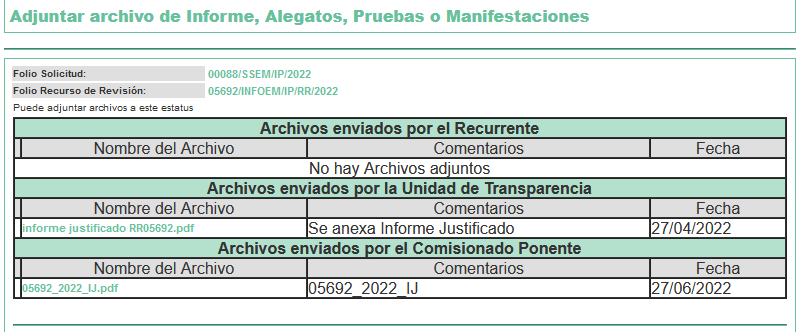 Adjuntar archivo de Informe, Alegatos, Pruebas o Manifestaciones
Folio Solicitud: 00088/SSEM/IP/2022
Folio Recurso de Revisión: 05692/INFOEM/IP/RR/2022
Puede adjuntar archivos a este estatus
Archivos enviados por el Recurrente
Nombre del Archivo Comentarios Fecha
No hay Archivos adjuntos
Archivos enviados por la Unidad de Transparencia
Nombre del Archivo Comentarios Fecha
informe justificado RR05692.pdf Se anexa Informe Justificado 27/04/2022
Archivos enviados por el Comisionado Ponente
Nombre del Archivo Comentarios Fecha
05692_2022_IJ.pdf 05692_2022_IJ 27/06/2022